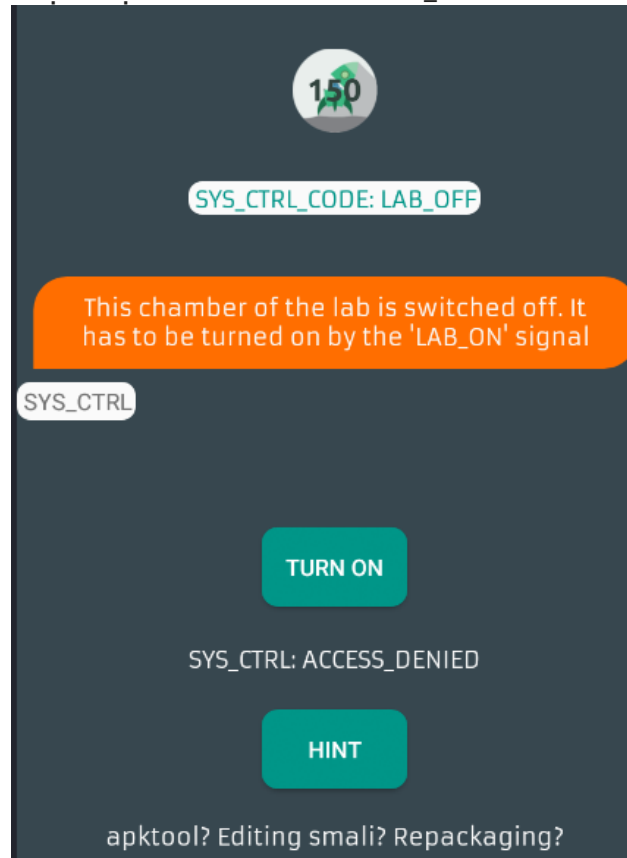 150
SYS_CTRL_CODE: LAB_OFF
This chamber of the lab is switched off. It
has to be turned on by the 'LAB_ON' signal
SYS_CTRL
TURN ON
SYS_CTRL: ACCESS_DENIED
HINT
apktool? Editing smali? Repackaging?